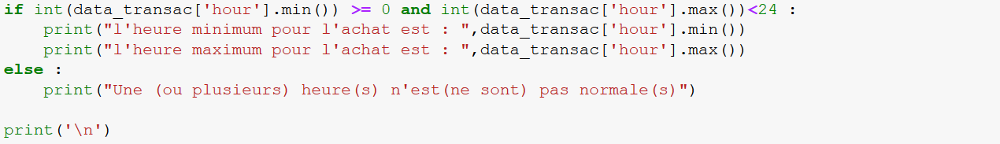 if int(data_transac['hour'].min()) >= 0 and int(data_transac['hour'].max())<24 :
    print("l'heure minimum pour l'achat est : ",data_transac['hour'].min())
    print("l'heure maximum pour l'achat est : ",data_transac['hour'].max())
else :
    print("Une (ou plusieurs) heure(s) n'est(ne sont) pas normale(s)")
print('\n')